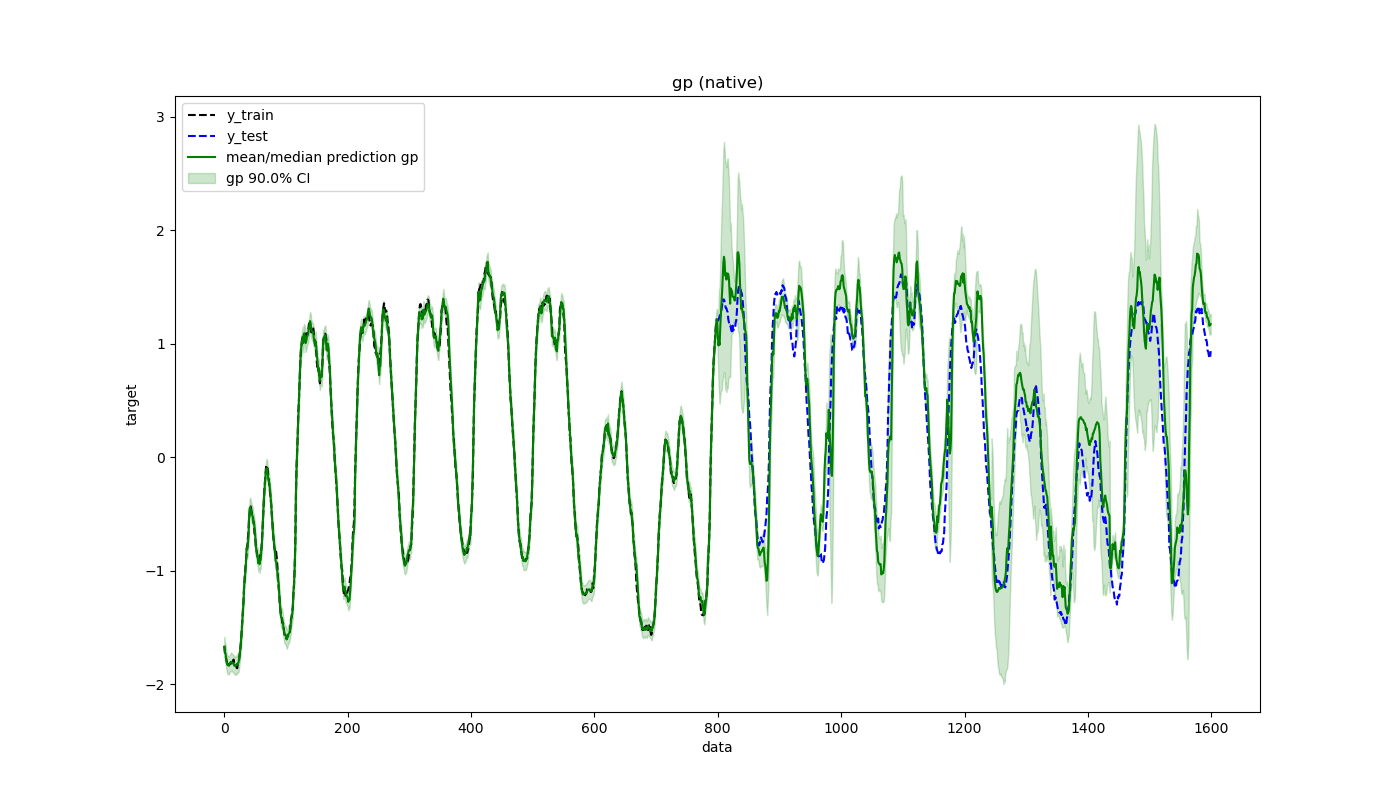 gp (native)
y_train
y_test
mean/median prediction gp
gp 90.0% CI
3
2
1
0
−1
−2
target
0
200
400
600
800
1000
1200
1400
1600
data